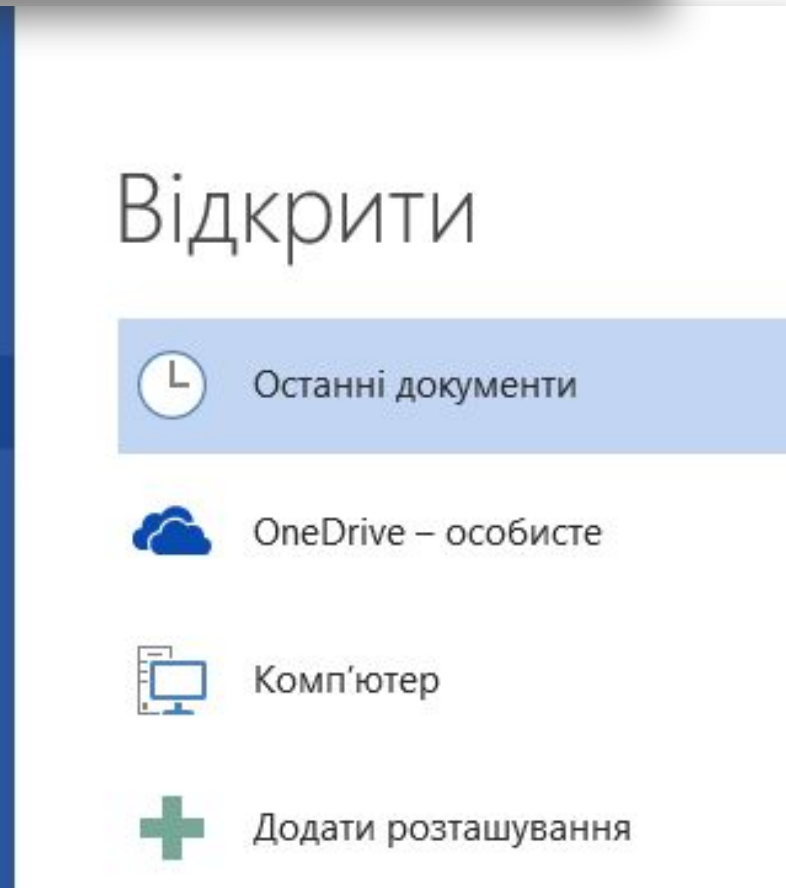 Відкрити
Останні документи
OneDrive – особисте
Комп'ютер
Додати розташування